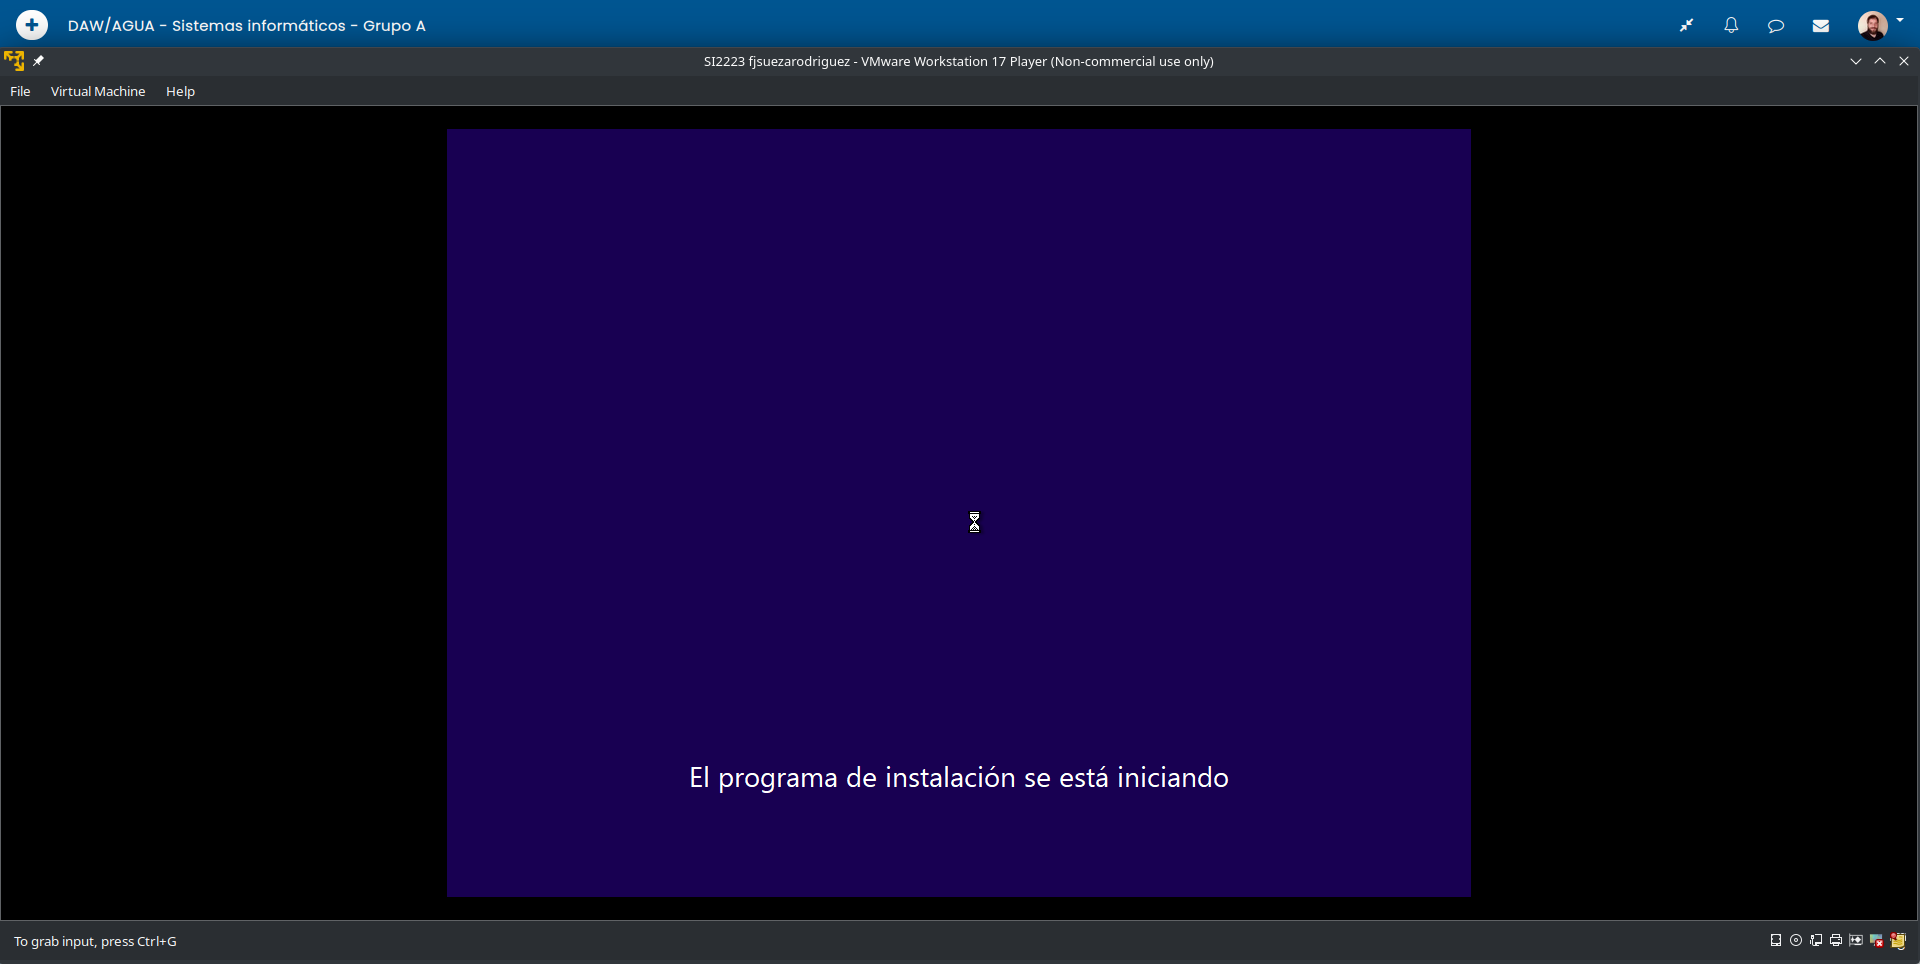 DAW/AGUA - Sistemas informáticos - Grupo A
SI2223 fjsuezarodriguez - VMware Workstation 17 Player (Non-commercial use only)
File Virtual Machine Help
El programa de instalación se está iniciando
To grab input, press Ctrl+G